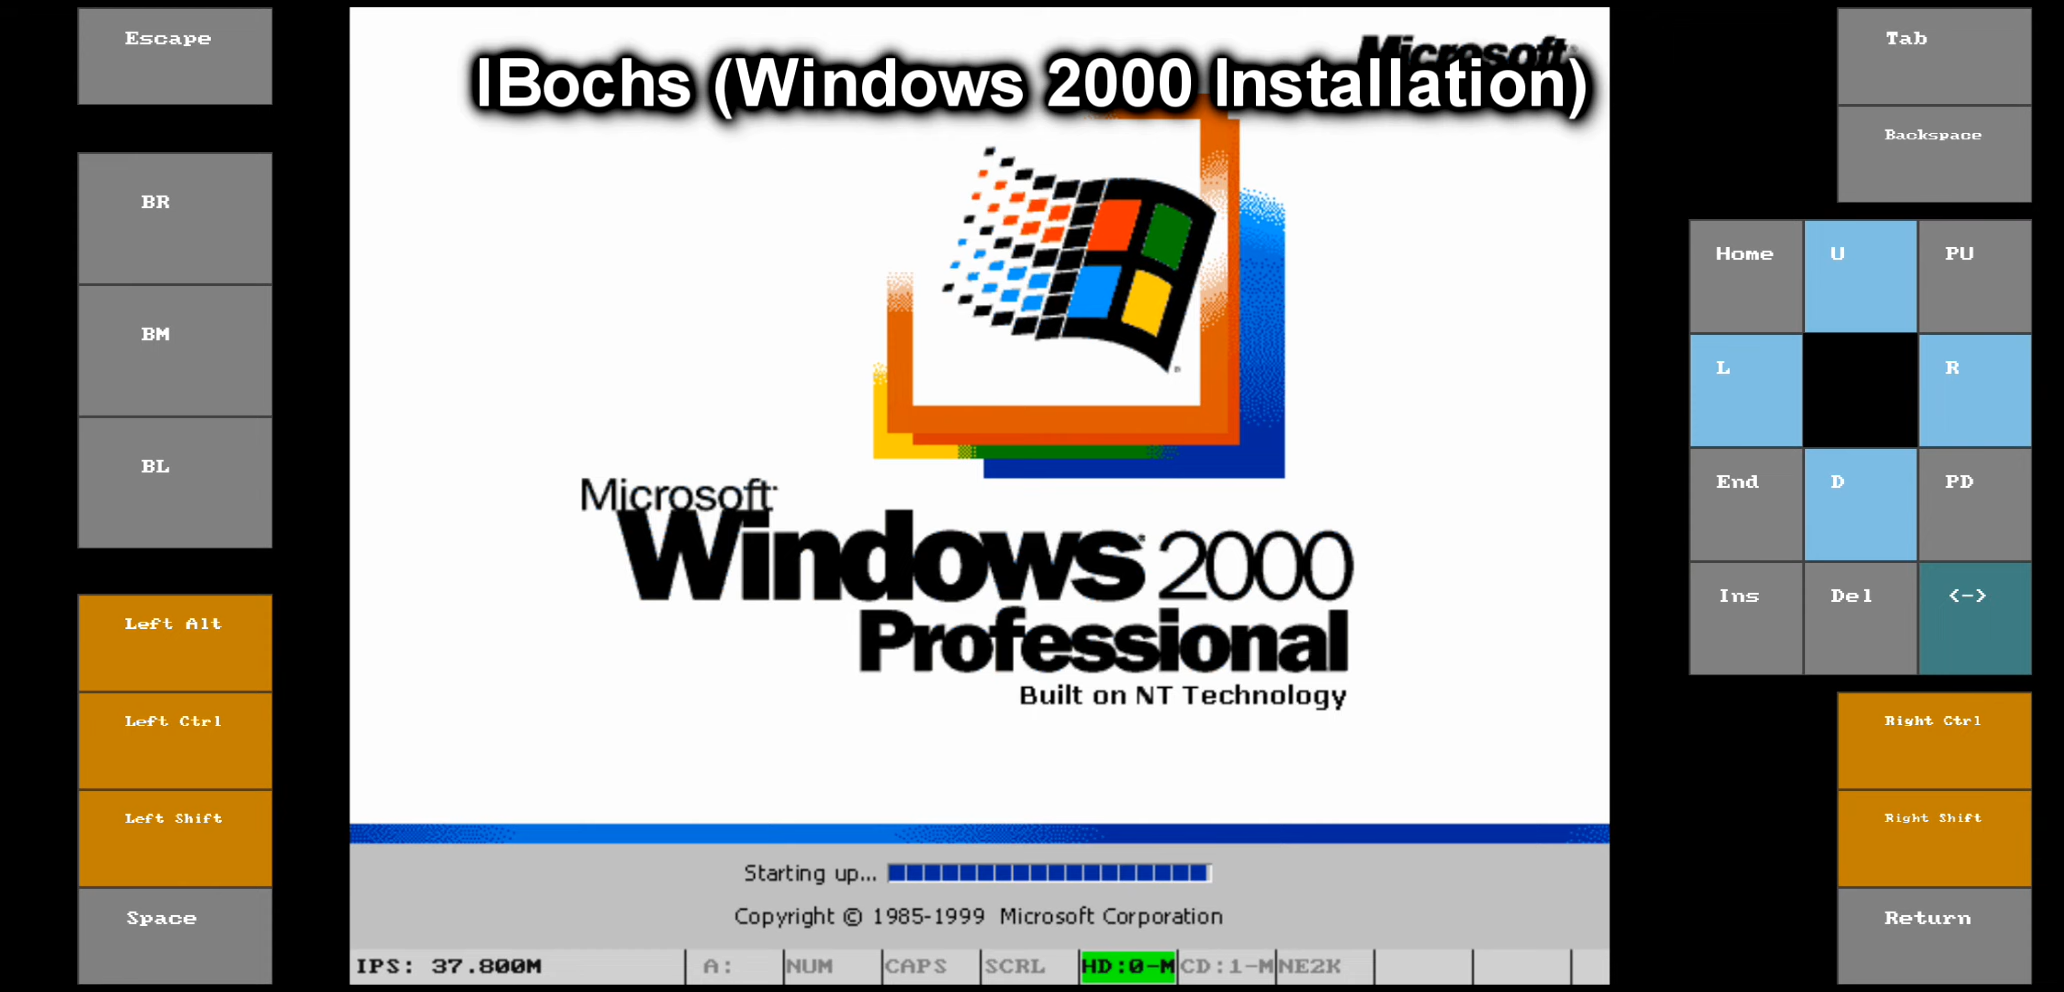 Escape
BR
BM
BL
Left Alt
Left Ctrl
Left Shift
Space
Microsoft
IBochs (Windows 2000 Installation)
Microsoft
Windows 2000
Professional
Built on NT Technology
Starting up...
Copyright © 1985-1999 Microsoft Corporation
IPS: 37.800M A: NUM CAPS SCRL HD:0-M CD:1-M NE2K
Tab
Backspace
Home U PU
L R
End D PD
Ins Del <->
Right Ctrl
Right Shift
Return